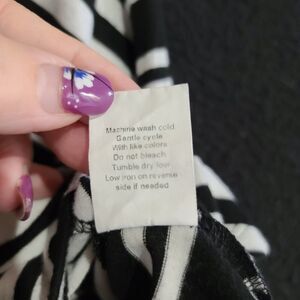 Machine wash cold
Gentle cycle
With like colors
Do not bleach
Tumble dry low
Low iron on reverse
side if needed